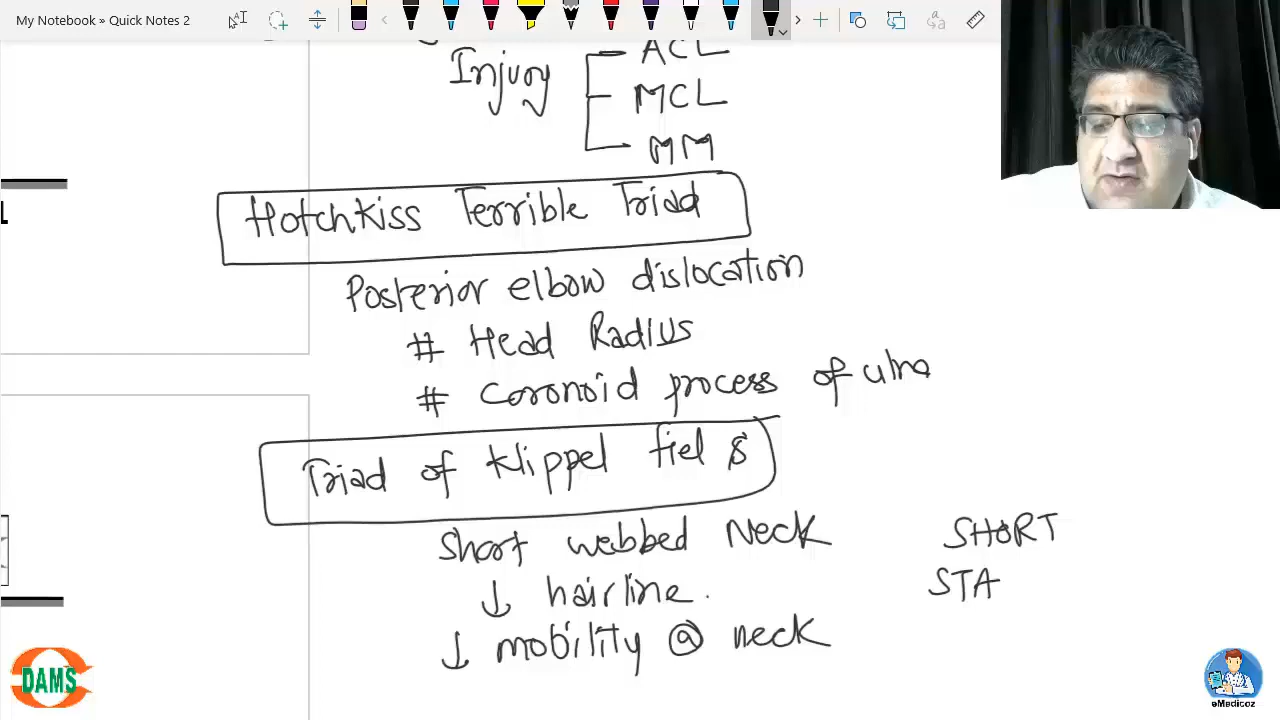 My Notebook » Quick Notes 2
ACL
Injury
MCL
MM
Hotchkiss Terrible Triad
Posterior elbow dislocation
# Head Radius
# Coronoid process of ulna
Triad of Klippel fiel $
Short webbed Neck
SHORT
↓ hairline.
STA
↓ mobility @ neck
DAMS
eMedicoz